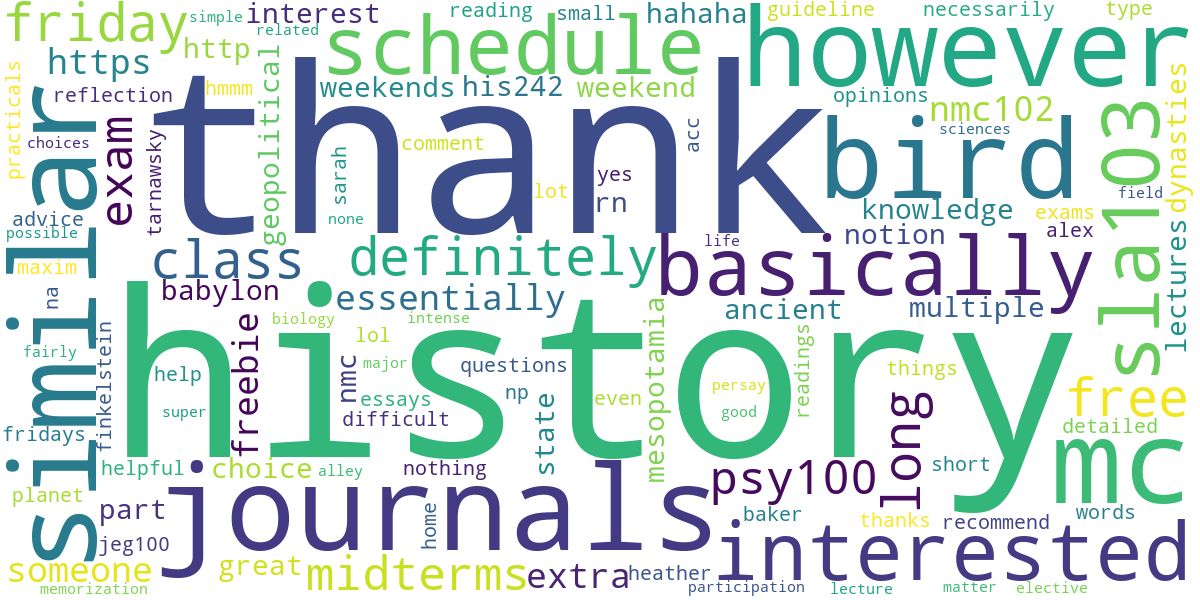 friday
simple
interest
reading
small
hahaha
guideline
necessarily
type
related
schedule
however
http
https
hmmm
weekends
his242
weekend
opinions
nmc102
practicals
reflection
geopolitical
thank
bird
sla103
dynasties
choices
exam
tarnawsky
sarah
comment
acc
sciences
similar
advice
none
lot
yes
rn
knowledge
exams
field
possible
class
definitely
life
notion
alex
lectures
maxim
na
babylon
essentially
basically
ancient
multiple
history
biology
intense
mesopotamia
fairly
finkelstein
freebie
lol
major
questions
readings
things
help
nmc
np
even
persay
free
super
essays
good
detailed
fridays
difficult
state
long
mc
helpful
choice
alley
nothing
psy100
short
planet
part
journals
home
baker
thanks
recommend
words
jeg100
interested
someone
great
midterms
extra
heather
memorization
participation
lecture
matter
elective